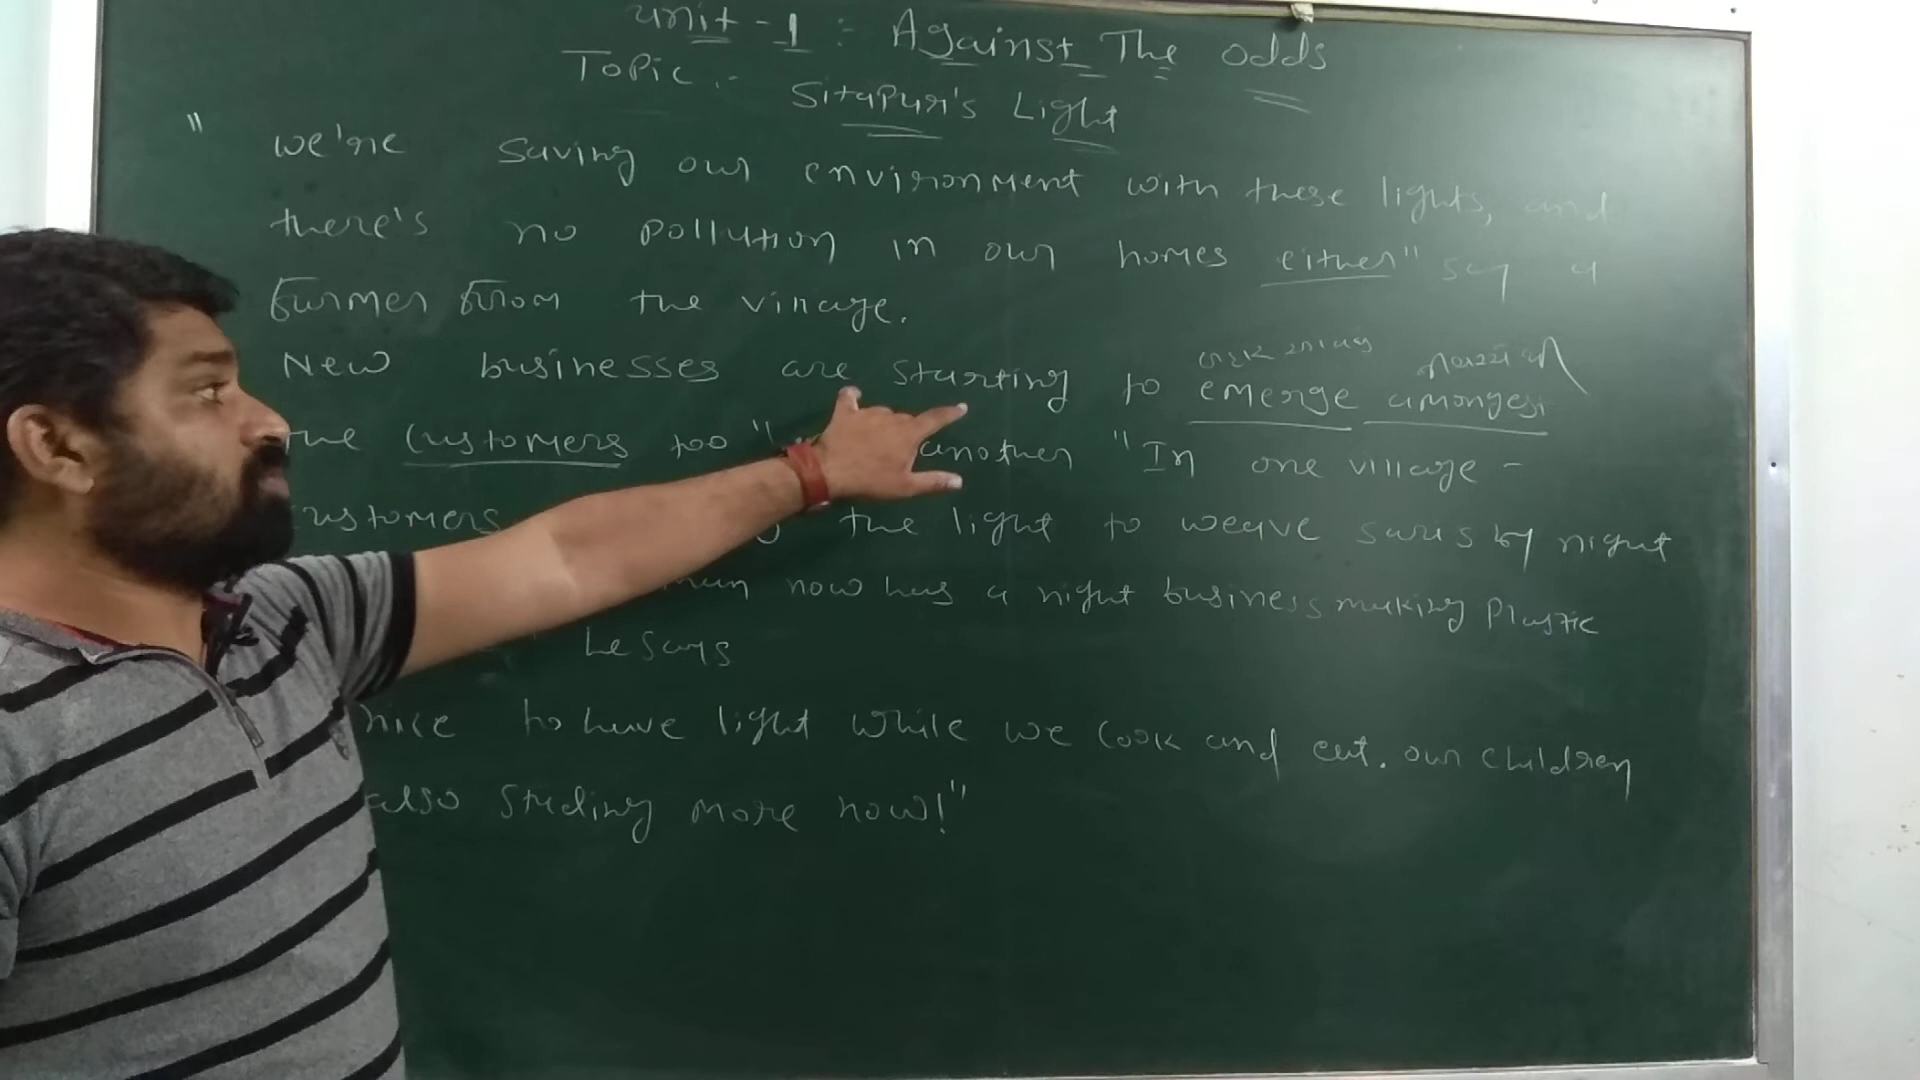 Unit - 1 : Against The odds
Topic :- Sitapur's Light
" we're saving our environment with these lights, and
there's no pollution in our homes either" say a
farmer from the village.
New businesses are starting to emerge amongest
the customers too" another "In one village -
customers the light to weave saris by night
man now has a night business making plastic
he says
nice to have light while we cook and eat. our children
also studing more now!"